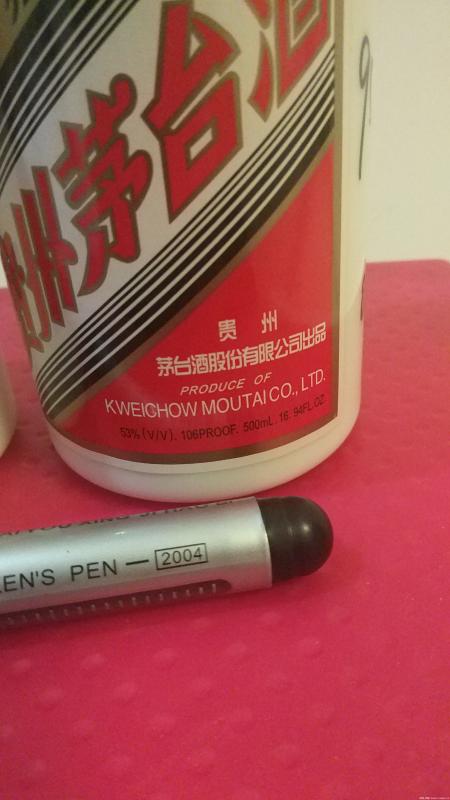 贵州茅台酒
9
贵 州
茅台酒股份有限公司出品
PRODUCE OF
KWEICHOW MOUTAI CO., LTD.
53% (V/V). 106PROOF. 500mL. 16. 94FL.OZ.
EN'S PEN — 2004